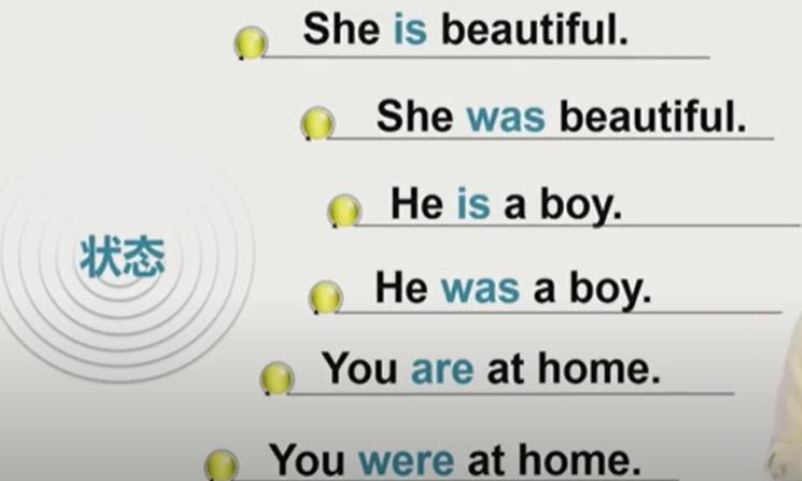 She is beautiful.
She was beautiful.
He is a boy.
状态
He was a boy.
You are at home.
You were at home.